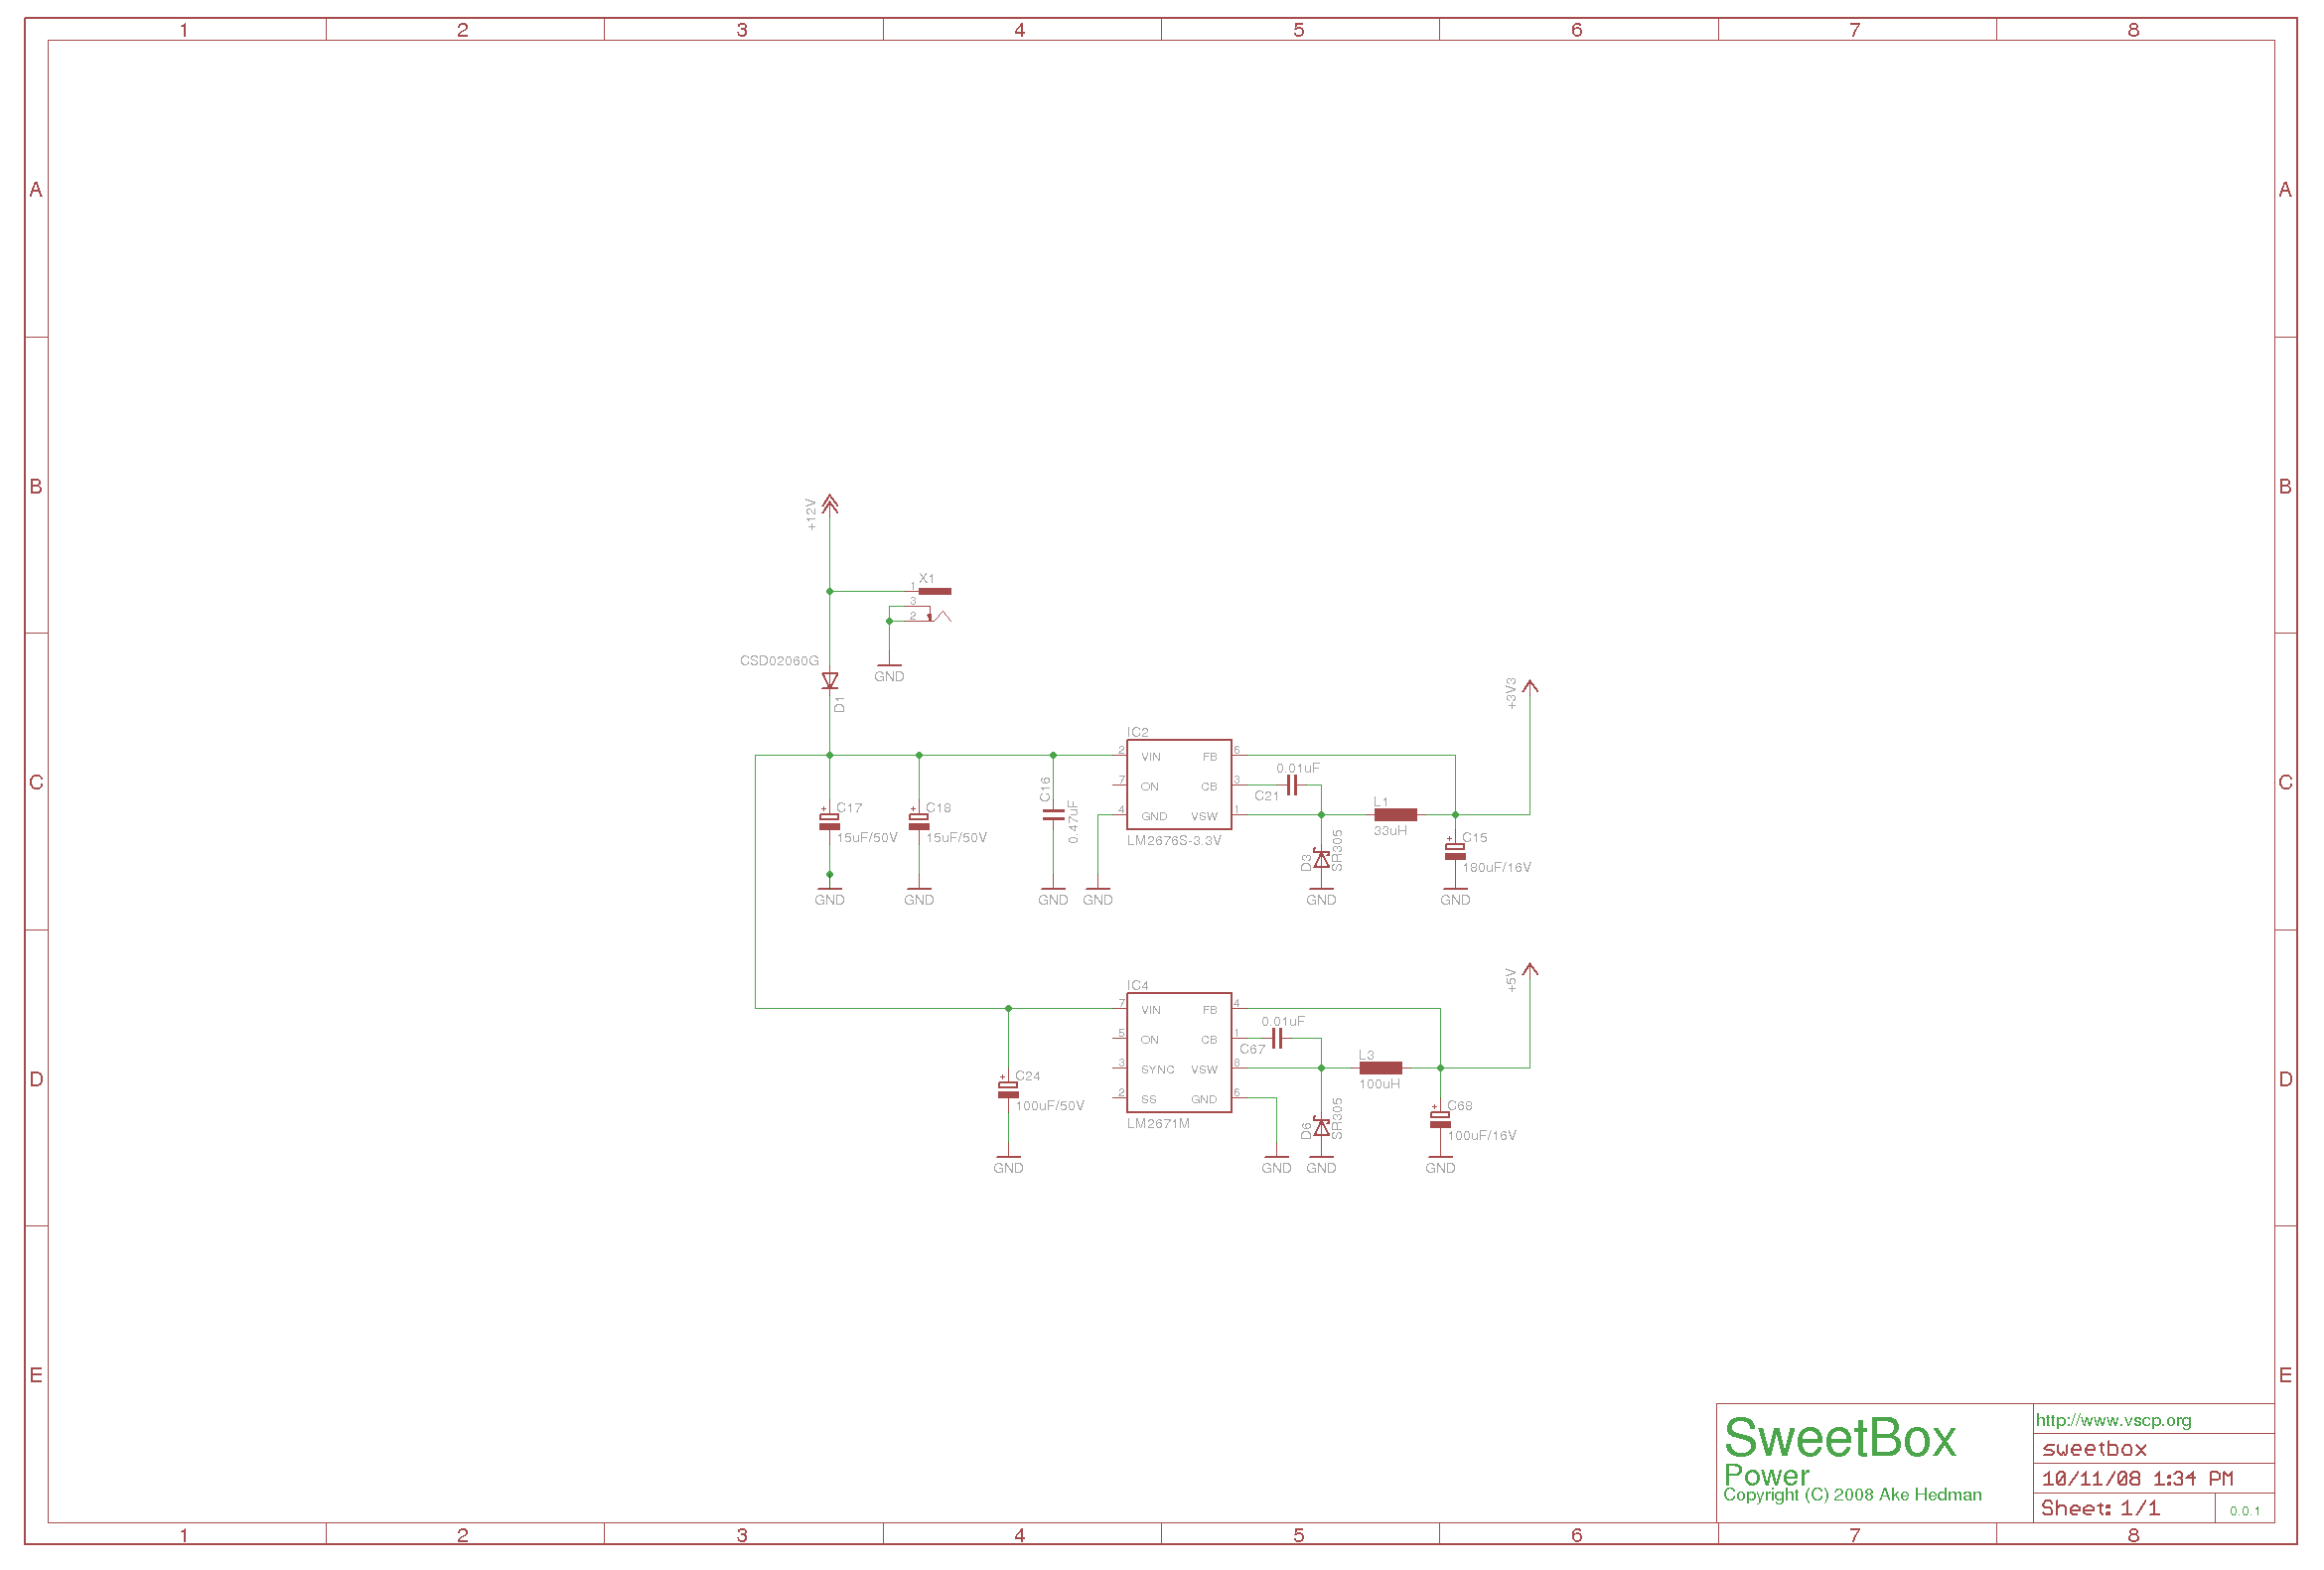 1 2 3 4 5 6 7 8
A A
B B
+12V
X1
1
3
2
CSD02060G
GND
D1
+3V3
IC2
2 VIN FB 6
C C
7 ON CB 3
0.01uF
C21
4 GND VSW 1
LM2676S-3.3V
C17
15uF/50V
C18
15uF/50V
C16
0.47uF
L1
33uH
D3
SR305
C15
180uF/16V
GND GND GND GND GND GND
+5V
IC4
7 VIN FB 4
5 ON CB 1
0.01uF
C67
3 SYNC VSW 8
2 SS GND 6
LM2671M
D D
C24
100uF/50V
L3
100uH
D6
SR305
C68
100uF/16V
GND GND GND GND
E E
SweetBox
Power
Copyright (C) 2008 Ake Hedman
http://www.vscp.org
sweetbox
10/11/08 1:34 PM
Sheet: 1/1
0.0.1
1 2 3 4 5 6 7 8